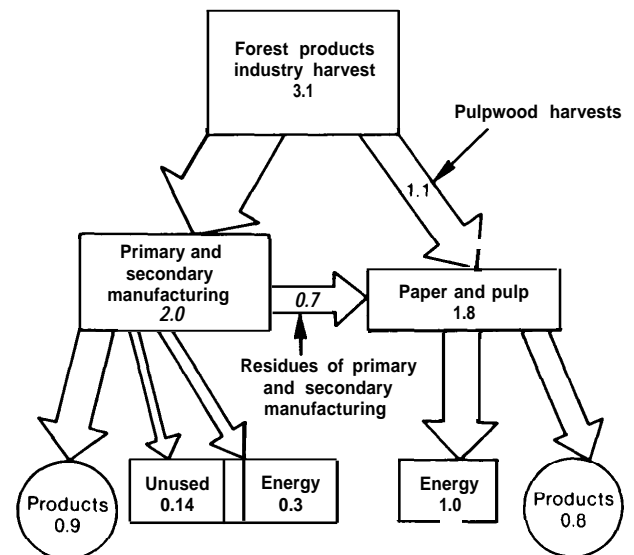 Forest products
industry harvest
3.1
Pulpwood harvests
1.1
Primary and
secondary
manufacturing
2.0
0.7
Paper and pulp
1.8
Residues of primary
and secondary
manufacturing
Products
0.9
Unused
0.14
Energy
0.3
Energy
1.0
Products
0.8